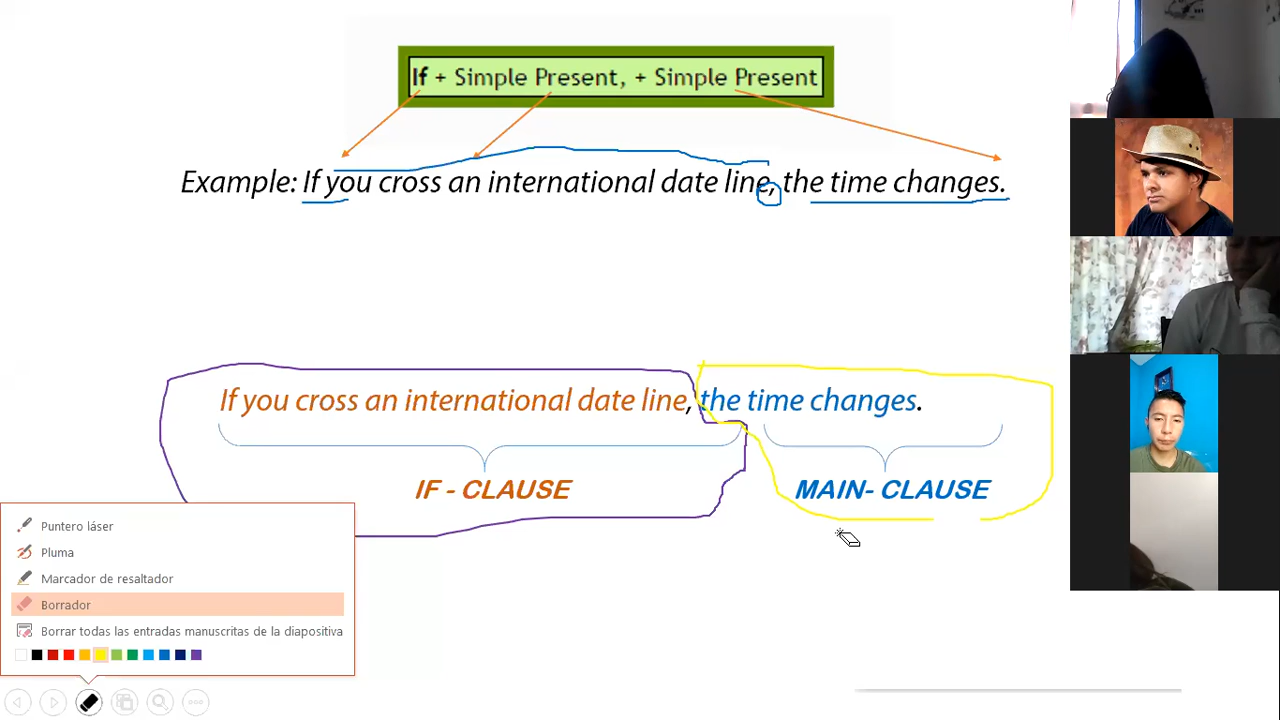 If + Simple Present, + Simple Present
Example: If you cross an international date line, the time changes.
If you cross an international date line, the time changes.
IF - CLAUSE
MAIN- CLAUSE
Puntero láser
Pluma
Marcador de resaltador
Borrador
Borrar todas las entradas manuscritas de la diapositiva